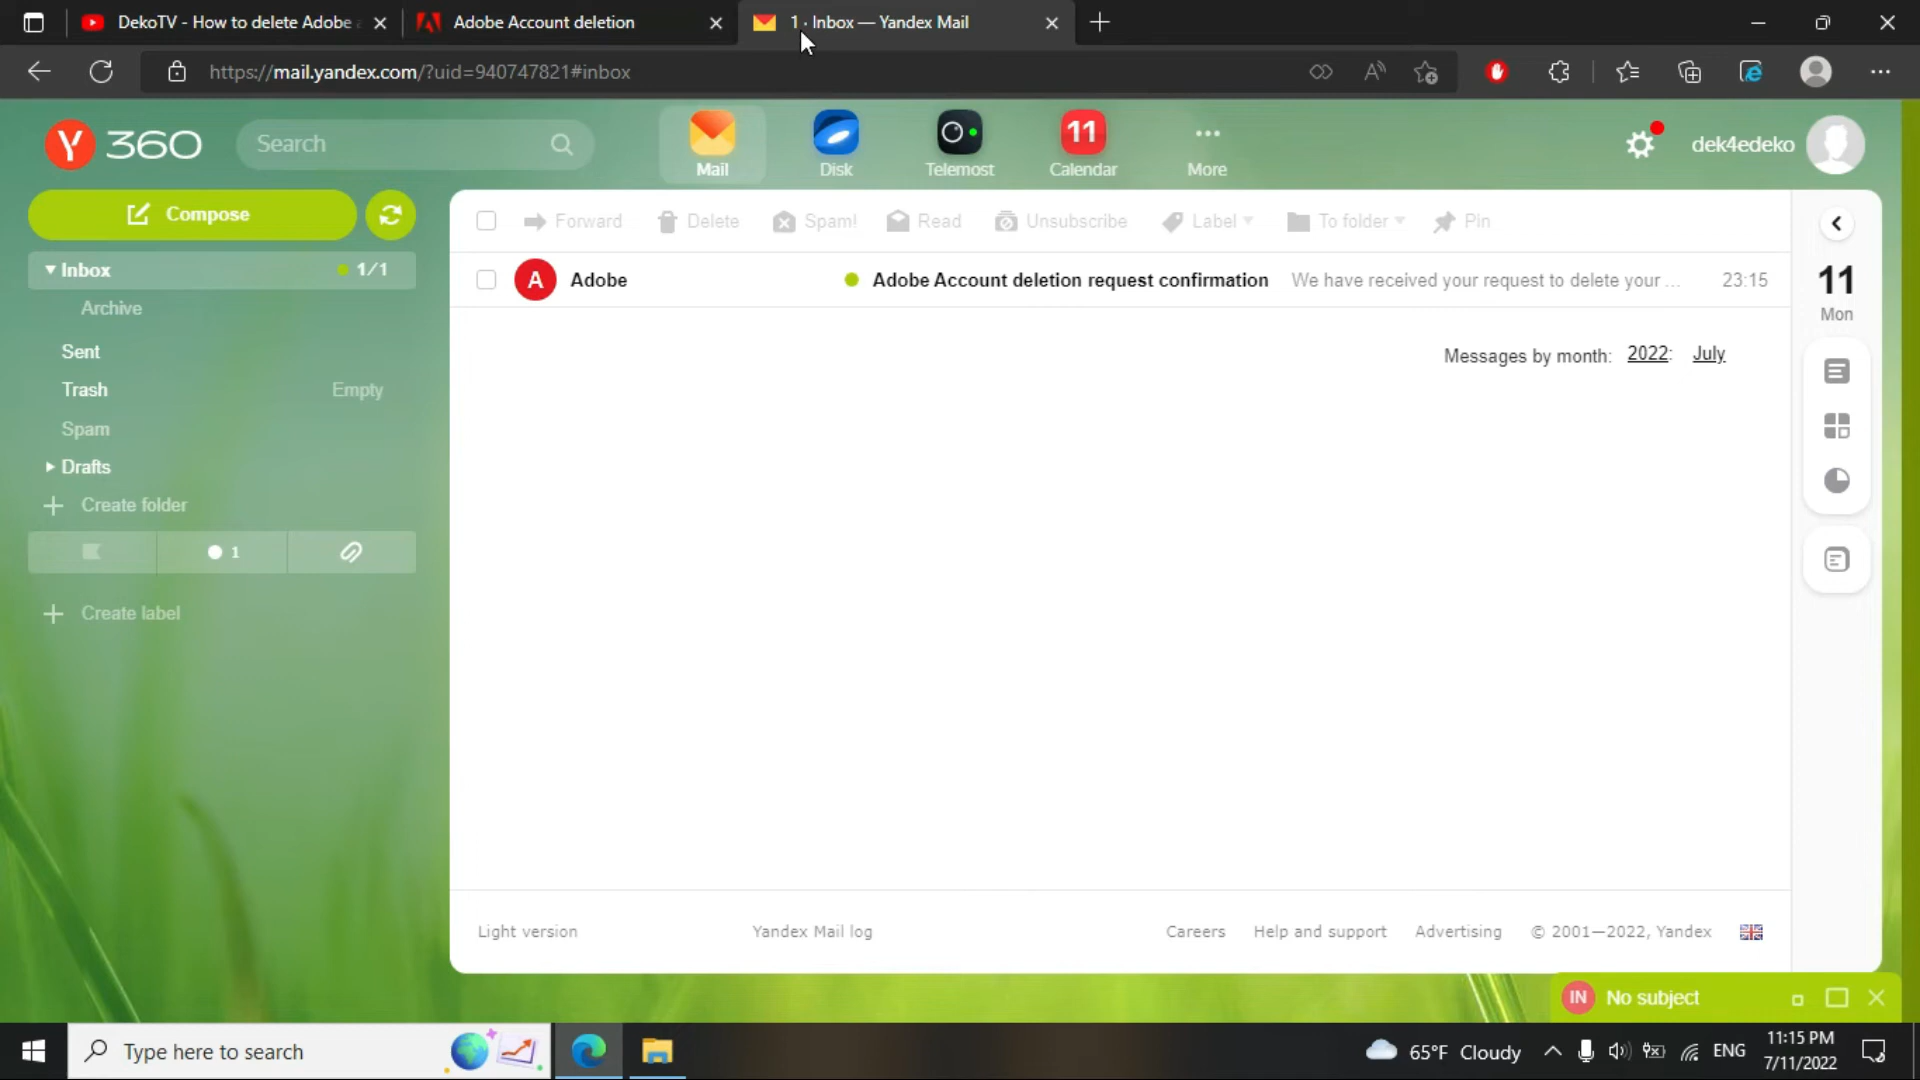 DekoTV - How to delete Adobe a
Adobe Account deletion
1 · Inbox — Yandex Mail
https://mail.yandex.com/?uid=940747821#inbox
Y 360
Search
Mail
Disk
Telemost
11
Calendar
More
dek4edeko
Compose
Forward
Delete
Spam!
Read
Unsubscribe
Label
To folder
Pin
Inbox
1/1
A
Adobe
Adobe Account deletion request confirmation
We have received your request to delete your ...
23:15
11
Mon
Archive
Sent
Messages by month: 2022: July
Trash
Empty
Spam
Drafts
Create folder
1
Create label
Light version
Yandex Mail log
Careers
Help and support
Advertising
© 2001—2022, Yandex
IN
No subject
Type here to search
65°F Cloudy
ENG
11:15 PM
7/11/2022